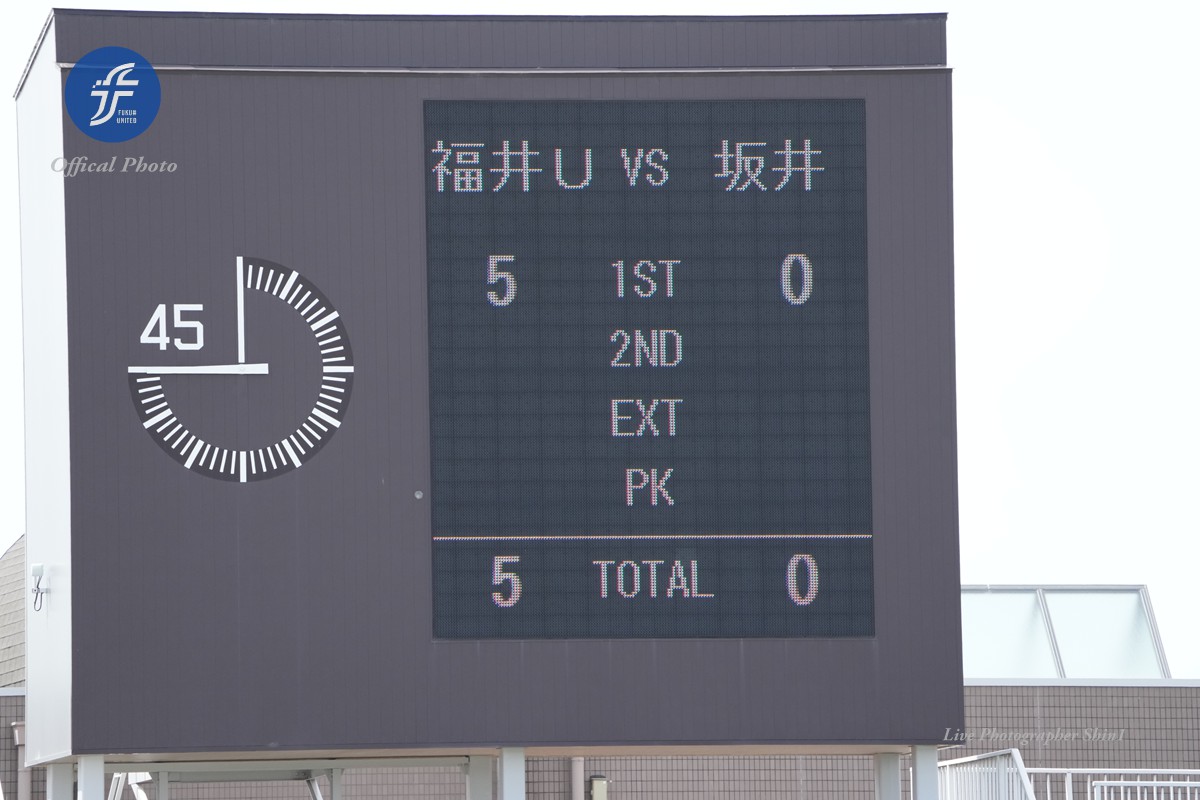 FUKUI
UNITED
Offical Photo
福井U VS 坂井
5 1ST 0
45
2ND
EXT
PK
5 TOTAL 0
Live Photographer Shin1